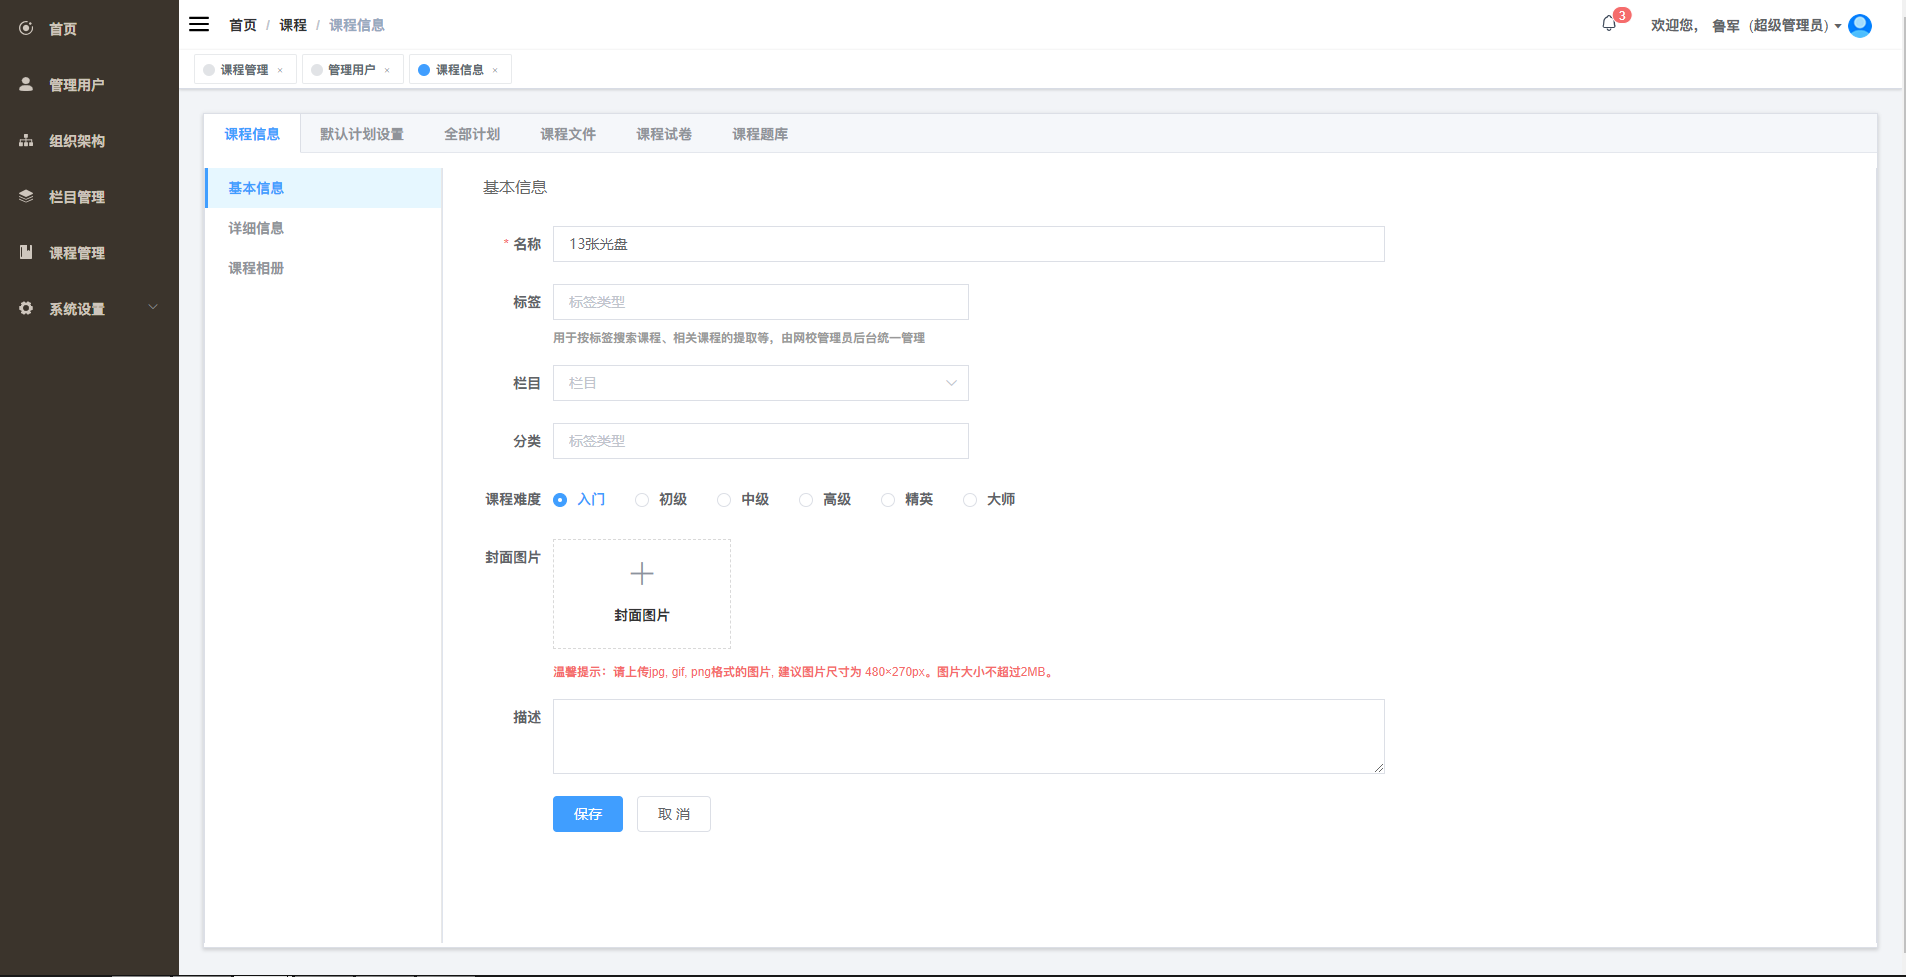 首页
管理用户
组织架构
栏目管理
课程管理
系统设置
首页 / 课程 / 课程信息
3
欢迎您， 鲁军（超级管理员）
课程管理 ×
管理用户 ×
课程信息 ×
课程信息
默认计划设置
全部计划
课程文件
课程试卷
课程题库
基本信息
详细信息
课程相册
基本信息
* 名称
13张光盘
标签
标签类型
用于按标签搜索课程、相关课程的提取等，由网校管理员后台统一管理
栏目
栏目
分类
标签类型
课程难度
入门
初级
中级
高级
精英
大师
封面图片
封面图片
温馨提示：请上传jpg, gif, png格式的图片, 建议图片尺寸为 480×270px。图片大小不超过2MB。
描述
保存
取 消